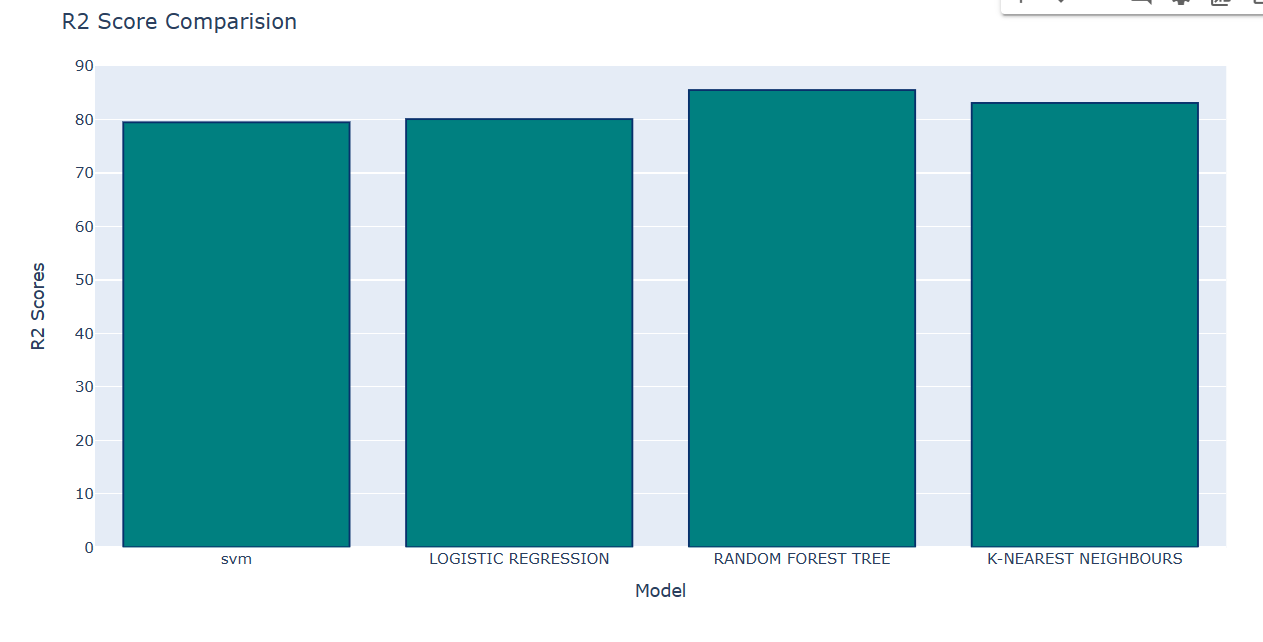 R2 Score Comparision
90
80
70
60
50
40
30
20
10
0
R2 Scores
svm
LOGISTIC REGRESSION
RANDOM FOREST TREE
K-NEAREST NEIGHBOURS
Model